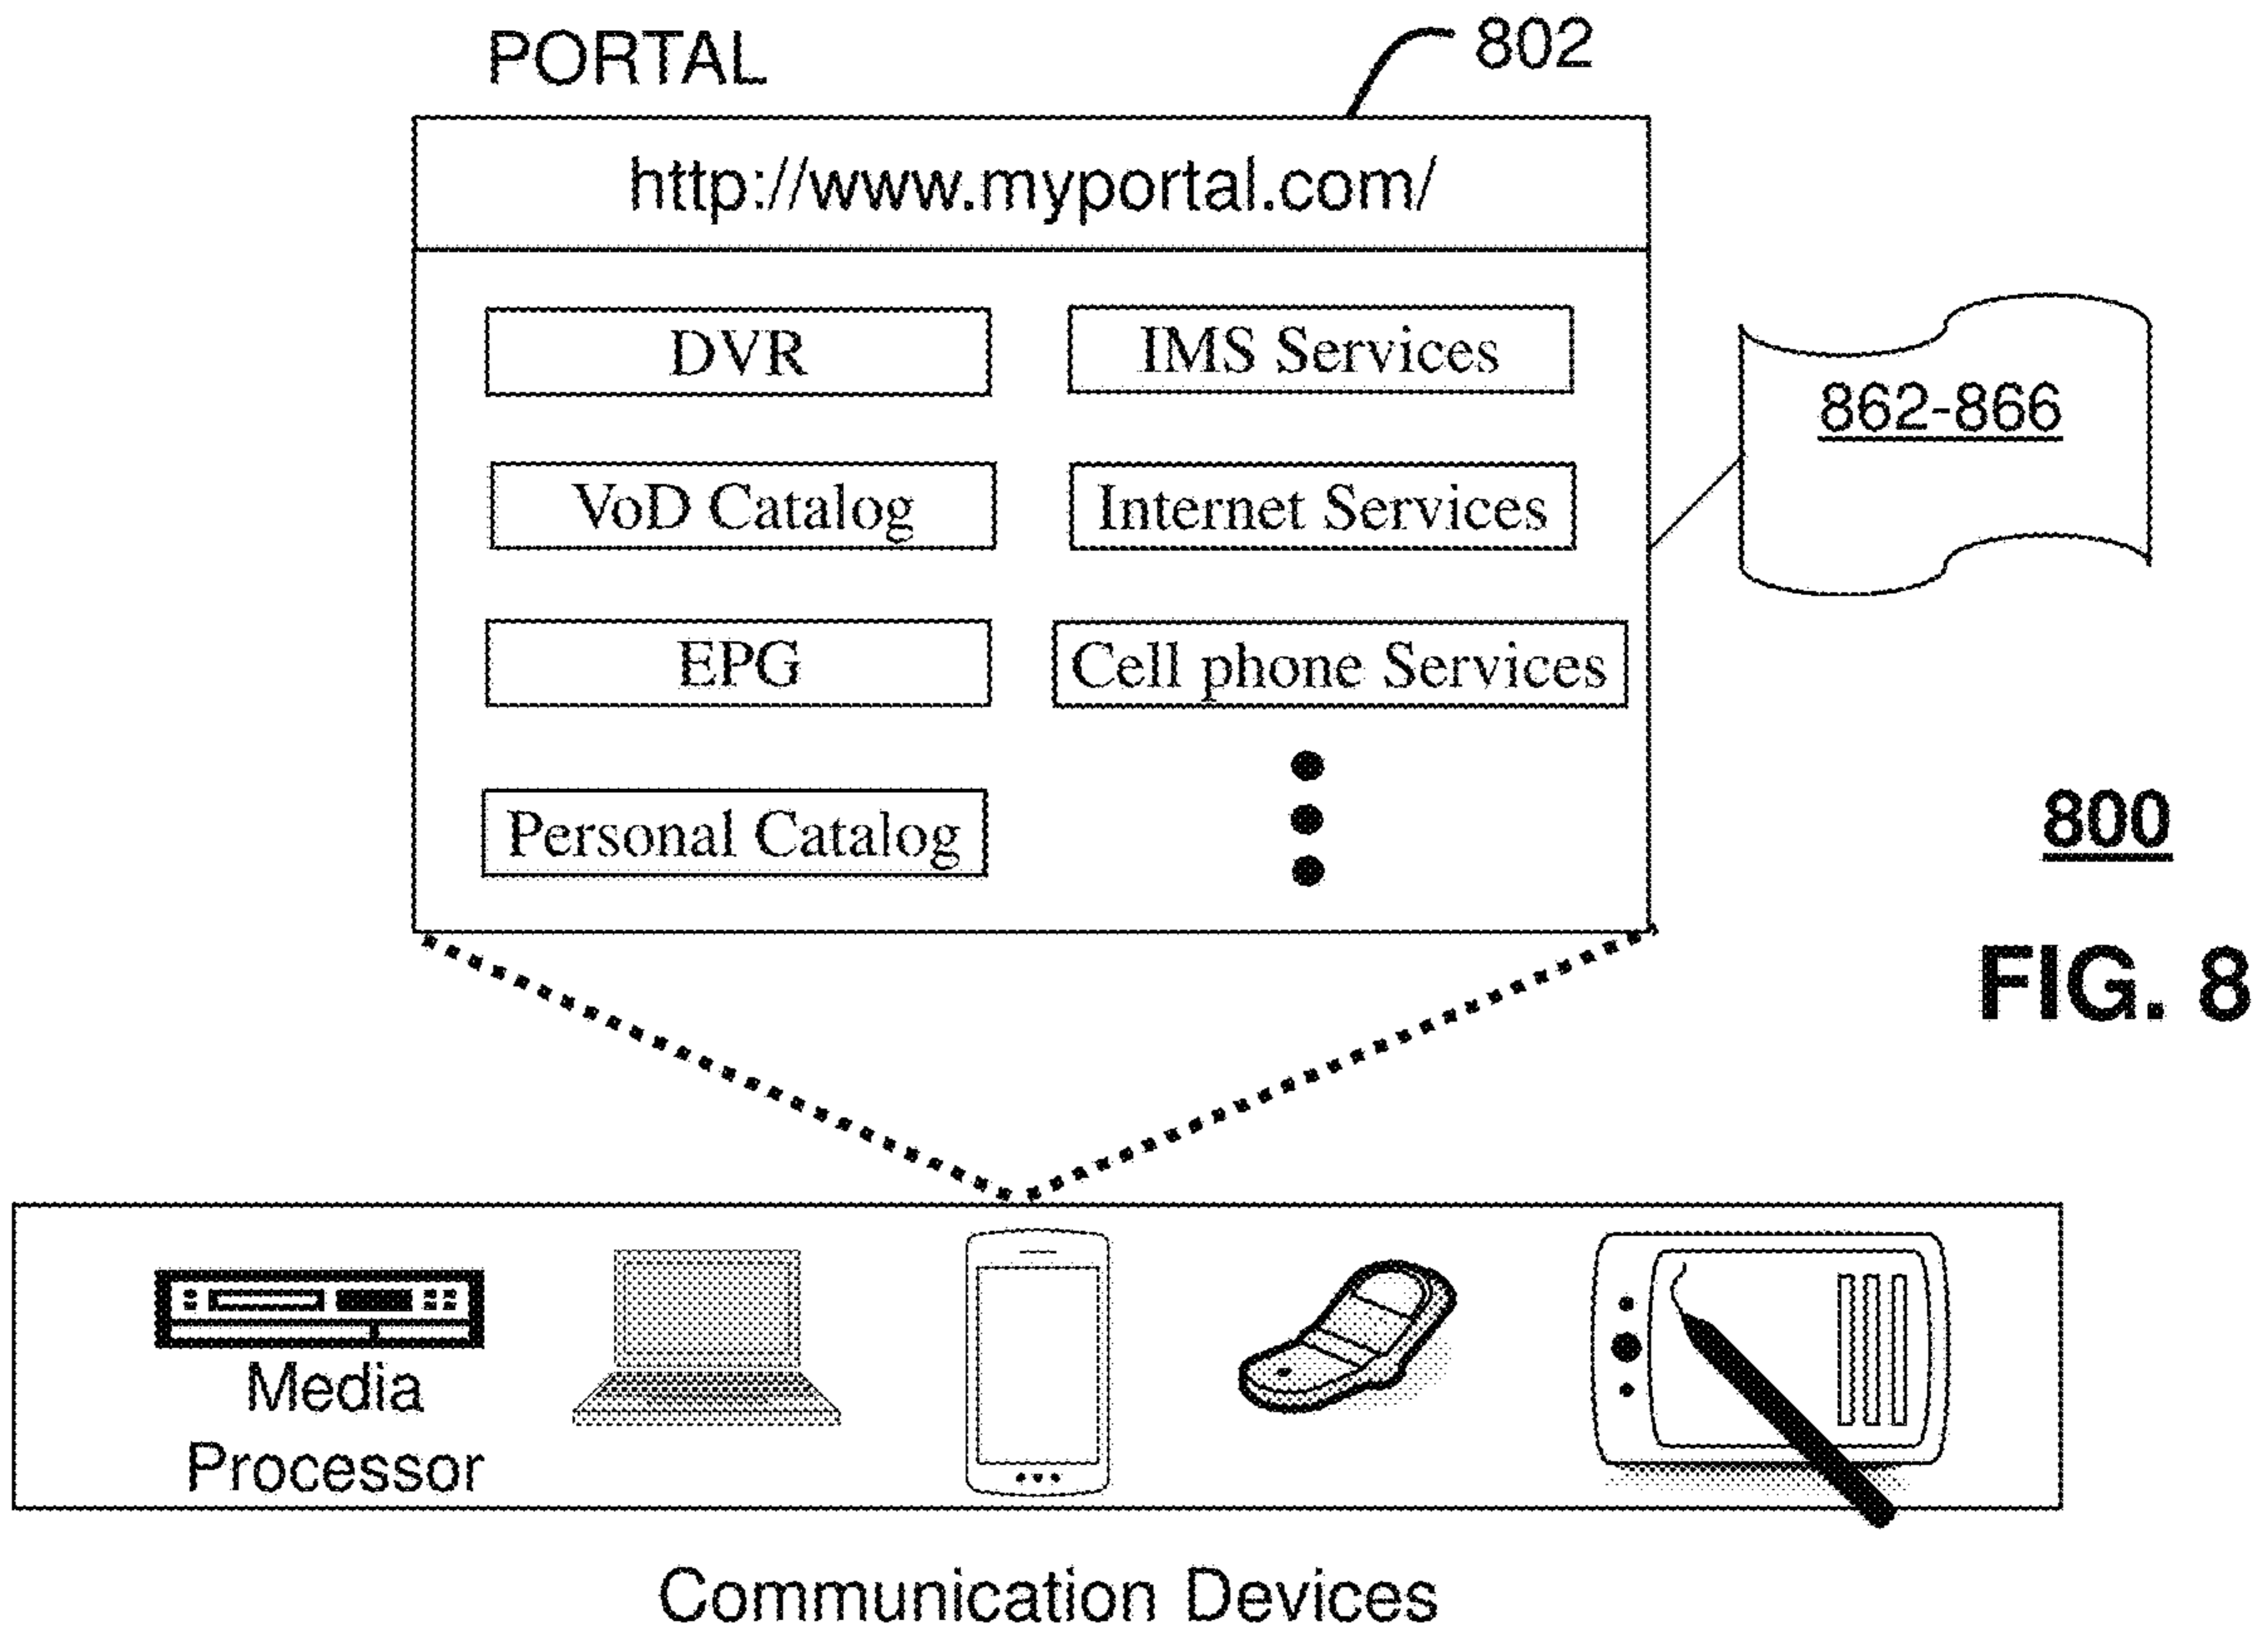 PORTAL
802
http://www.myportal.com/
DVR
IMS Services
862-866
VoD Catalog
Internet Services
EPG
Cell phone Services
Personal Catalog
800
FIG. 8
Media
Processor
Communication Devices